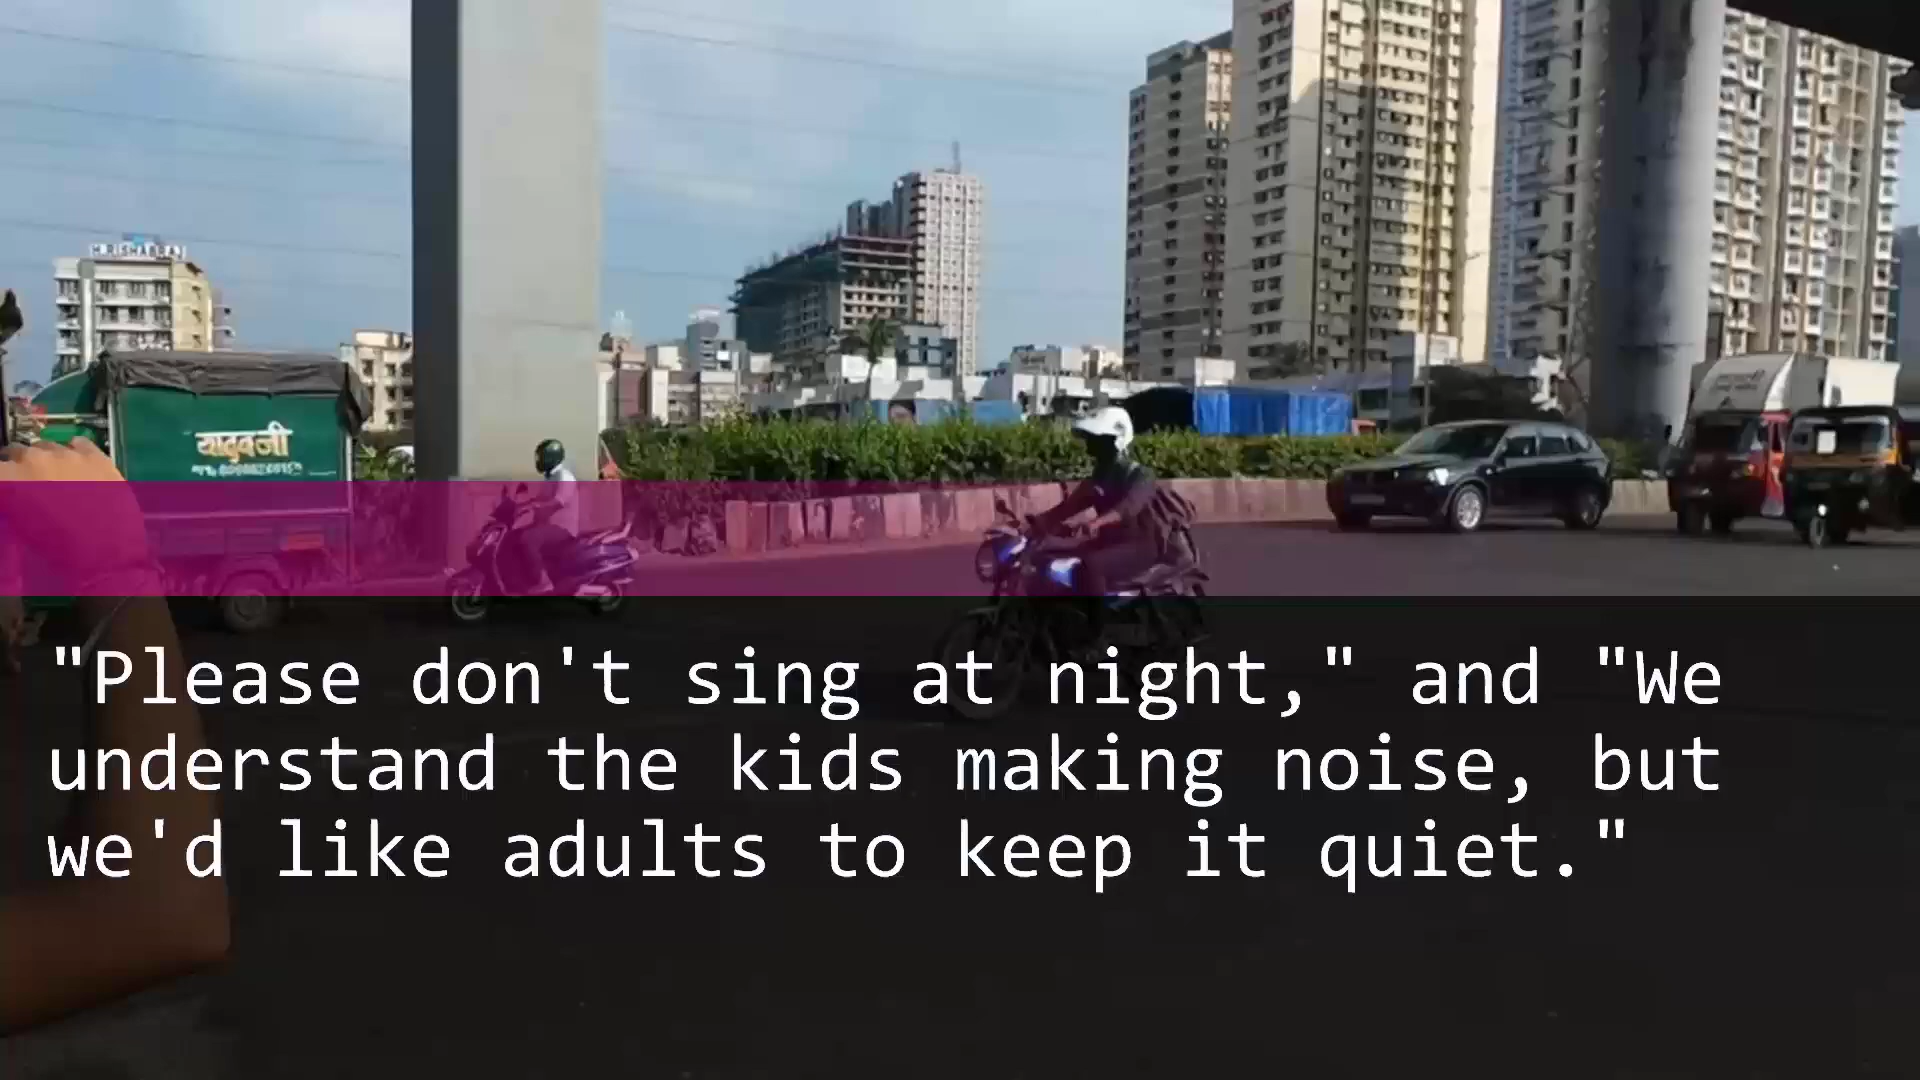 HRISHABRAJ
यादवजी
"Please don't sing at night," and "We
understand the kids making noise, but
we'd like adults to keep it quiet."